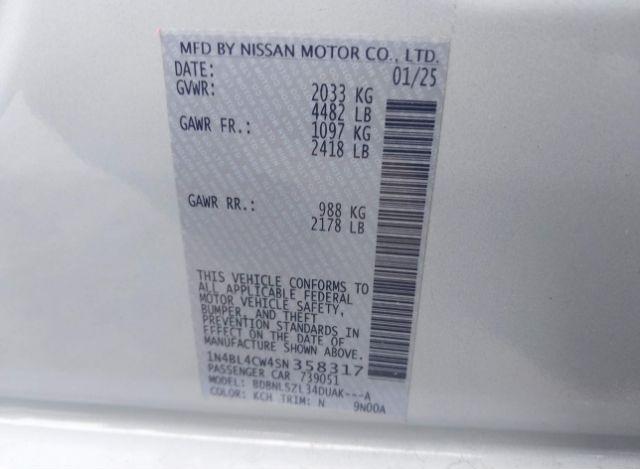 MFD BY NISSAN MOTOR CO., LTD.
DATE: 01/25
GVWR: 2033 KG
4482 LB
GAWR FR.: 1097 KG
2418 LB
GAWR RR.: 988 KG
2178 LB
THIS VEHICLE CONFORMS TO
ALL APPLICABLE FEDERAL
MOTOR VEHICLE SAFETY,
BUMPER, AND THEFT
PREVENTION STANDARDS IN
EFFECT ON THE DATE OF
MANUFACTURE SHOWN ABOVE.
1N4BL4CW4SN358317
PASSENGER CAR 739051
MODEL: BDBNLSZL34DUAK---A
COLOR: KCH TRIM: N 9N00A